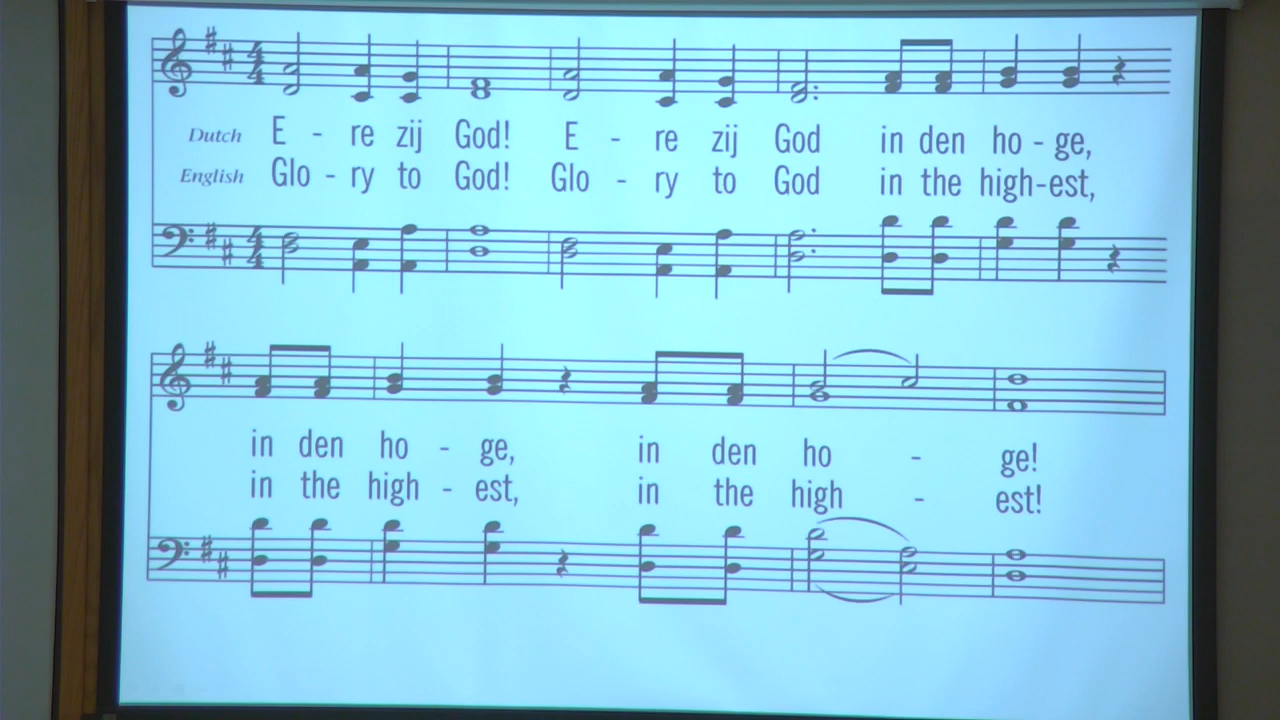 Dutch E - re zij God! E - re zij God in den ho - ge,
English Glo - ry to God! Glo - ry to God in the high - est,
in den ho - ge, in den ho - ge!
in the high - est, in the high - est!